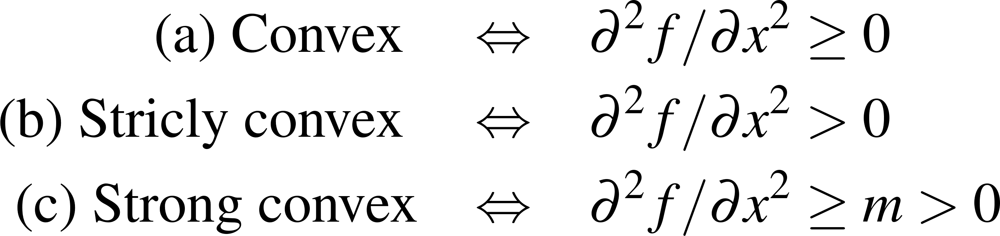 (a) Convex ⇔ ∂²f/∂x² ≥ 0
(b) Stricly convex ⇔ ∂²f/∂x² > 0
(c) Strong convex ⇔ ∂²f/∂x² ≥ m > 0